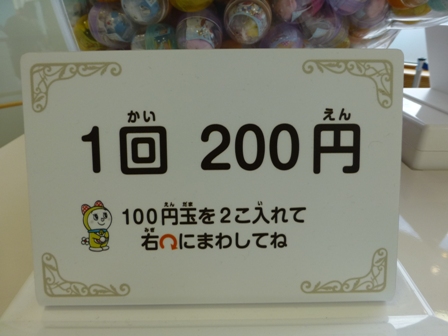 かい えん
1回 200円
えんだま い
100円玉を2こ入れて
みぎ
右にまわしてね